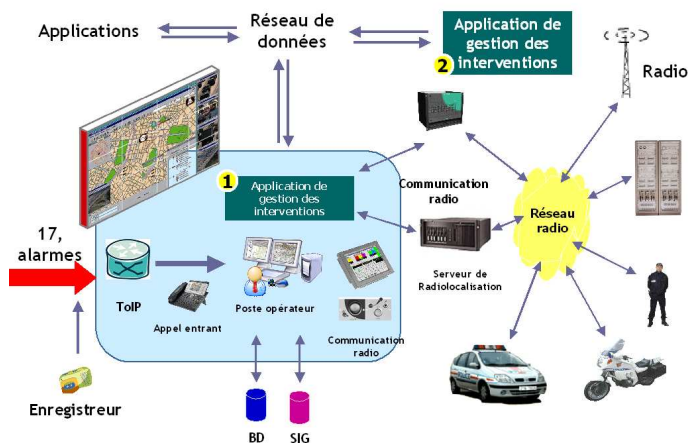 Applications
Réseau de
données
Application de
gestion des
interventions
2
Radio
1
Application de
gestion des
interventions
Communication
radio
Réseau
radio
17,
alarmes
ToIP
Appel entrant
Poste opérateur
Serveur de
Radiolocalisation
Communication
radio
Enregistreur
BD
SIG